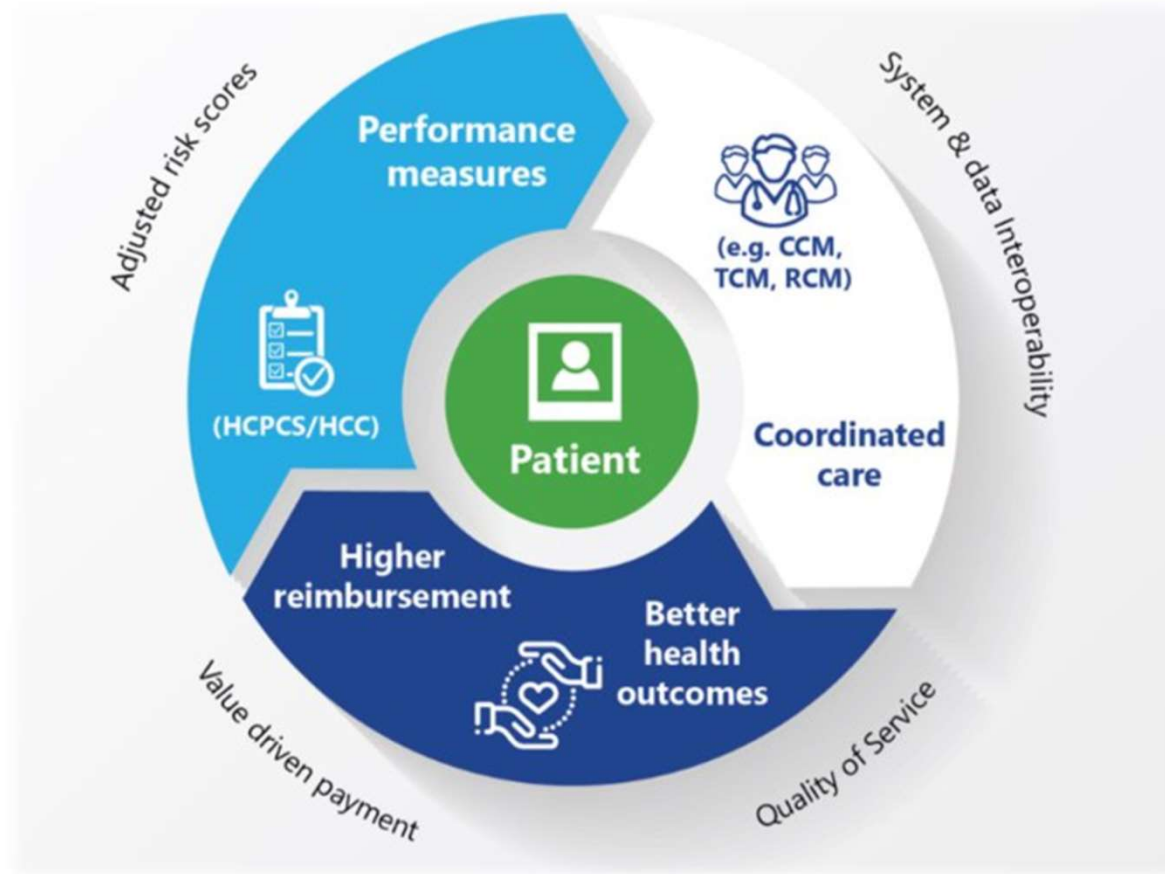 Adjusted risk scores
System & data Interoperability
Performance
measures
(HCPCS/HCC)
(e.g. CCM,
TCM, RCM)
Coordinated
care
Patient
Higher
reimbursement
Better
health
outcomes
Value driven payment
Quality of Service